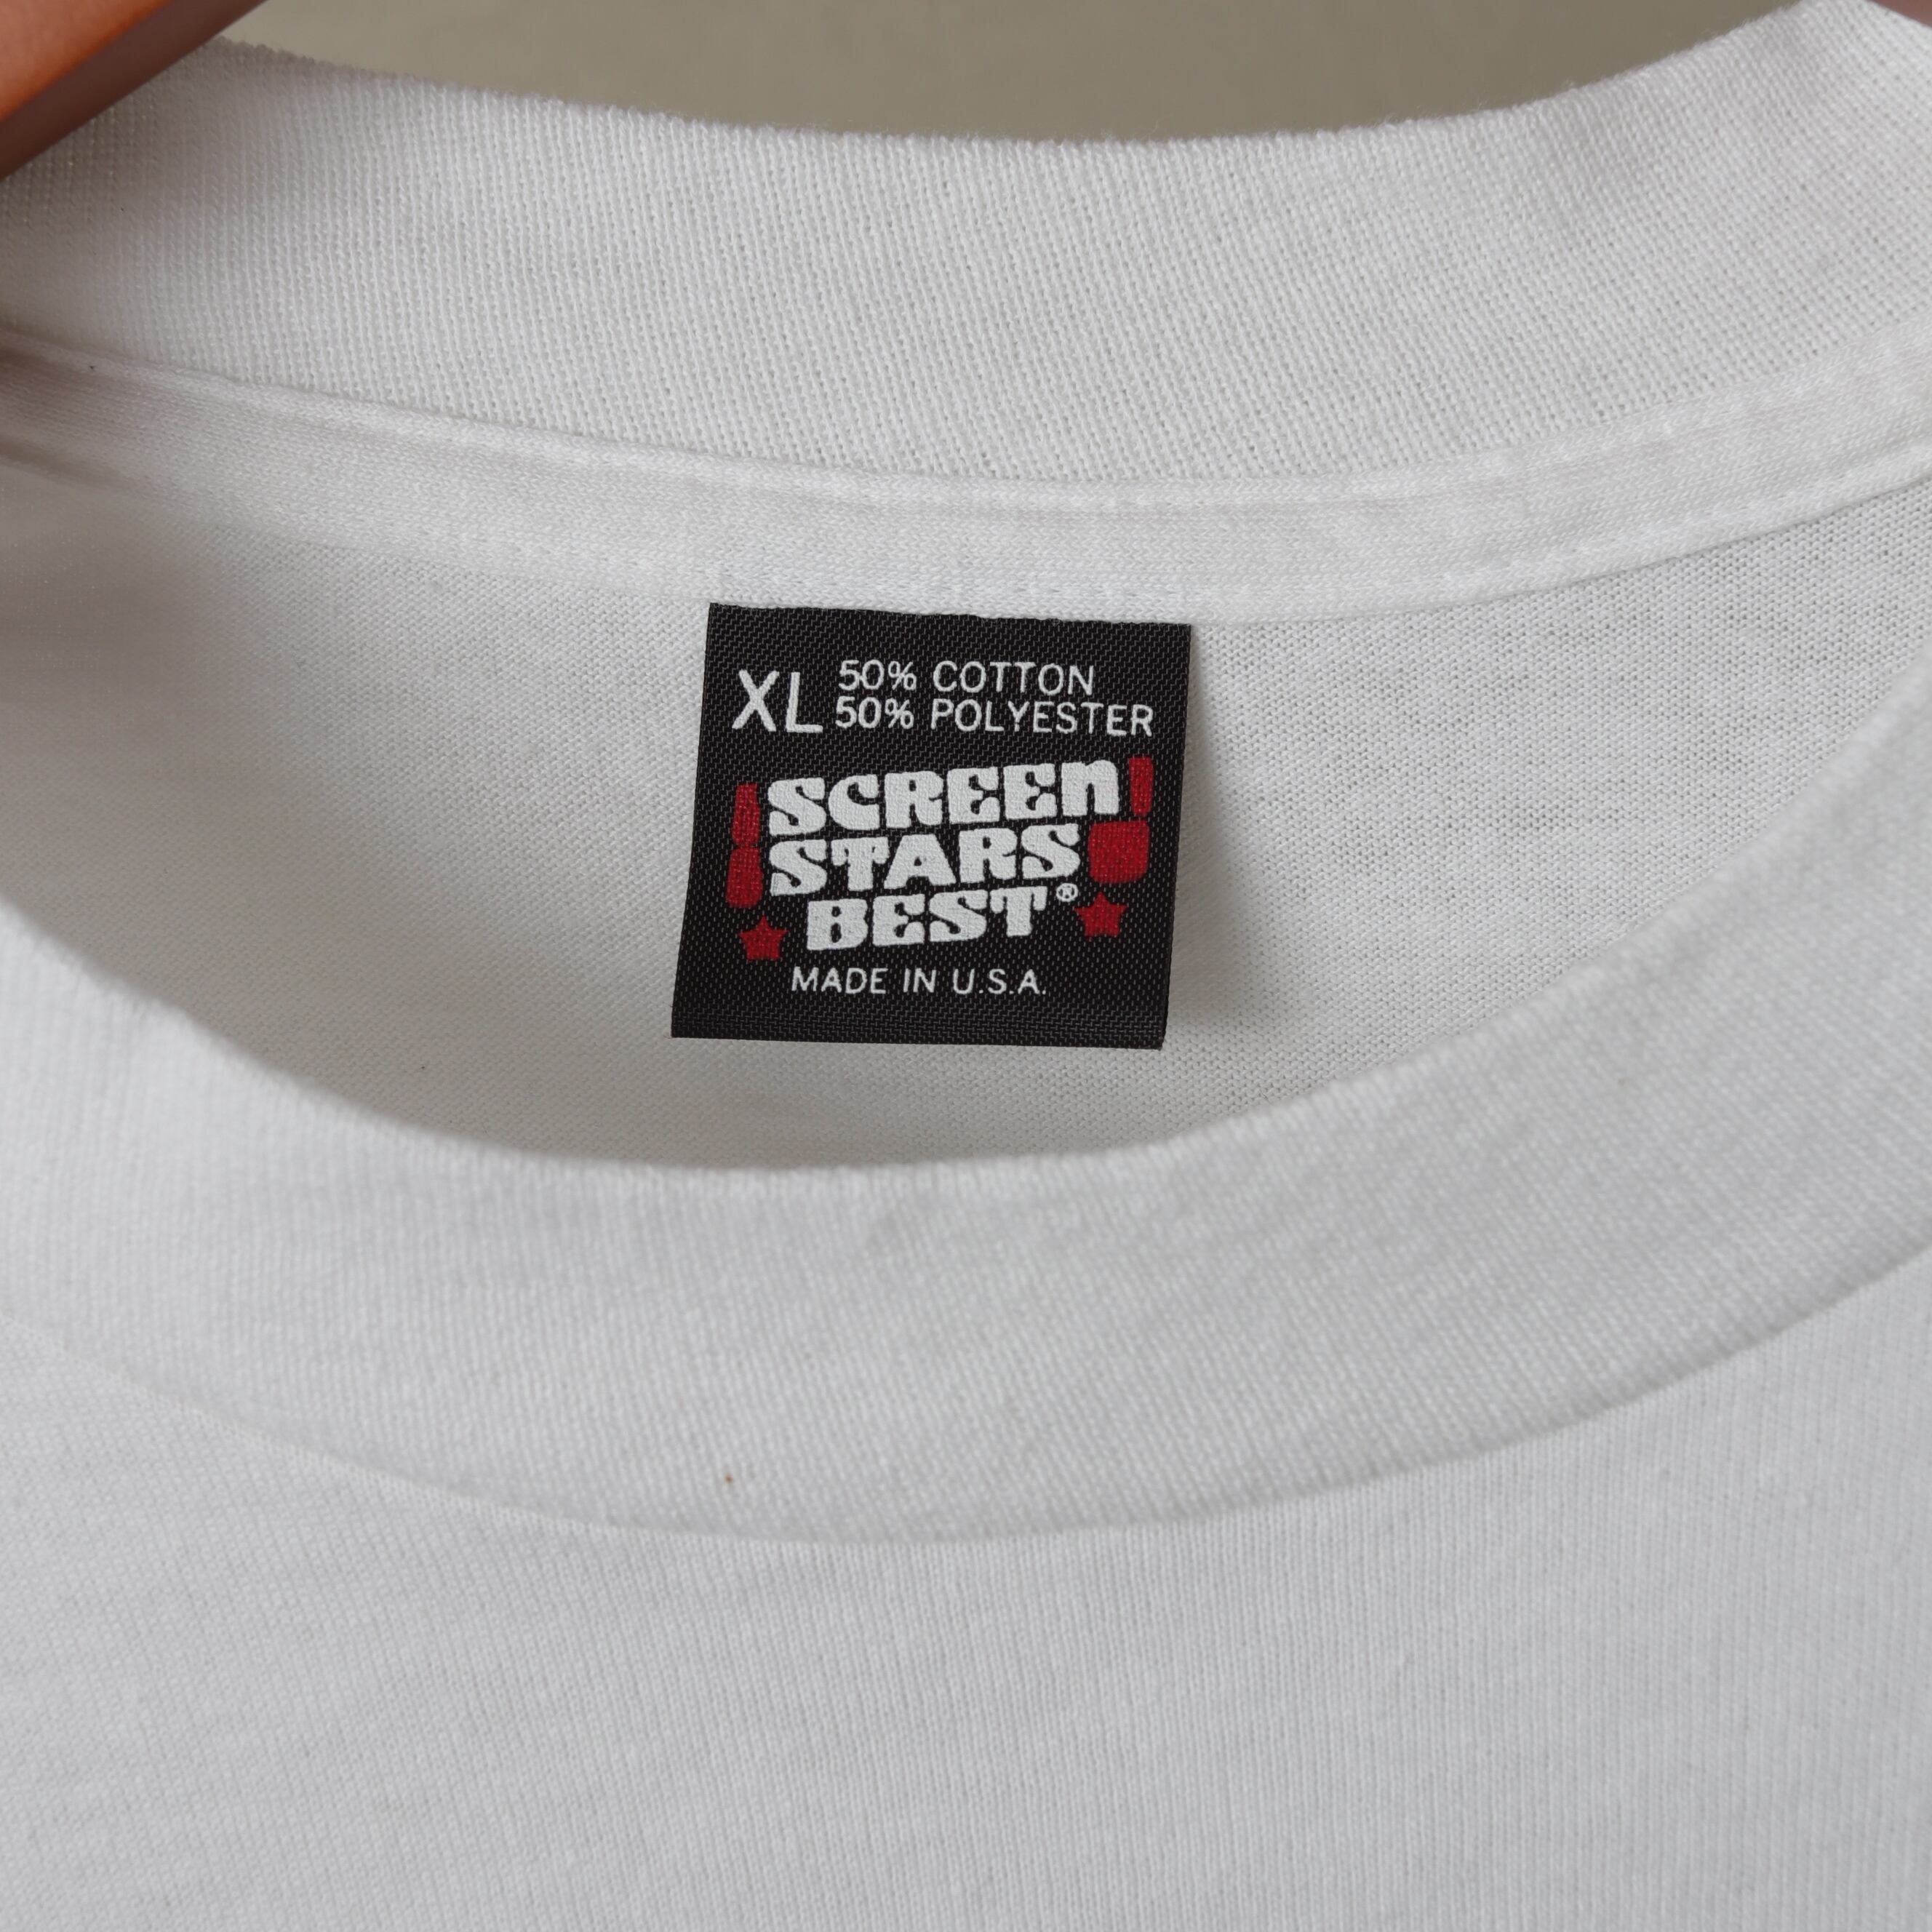 XL 50% COTTON
50% POLYESTER
SCREEN
STARS
BEST®
MADE IN U.S.A.